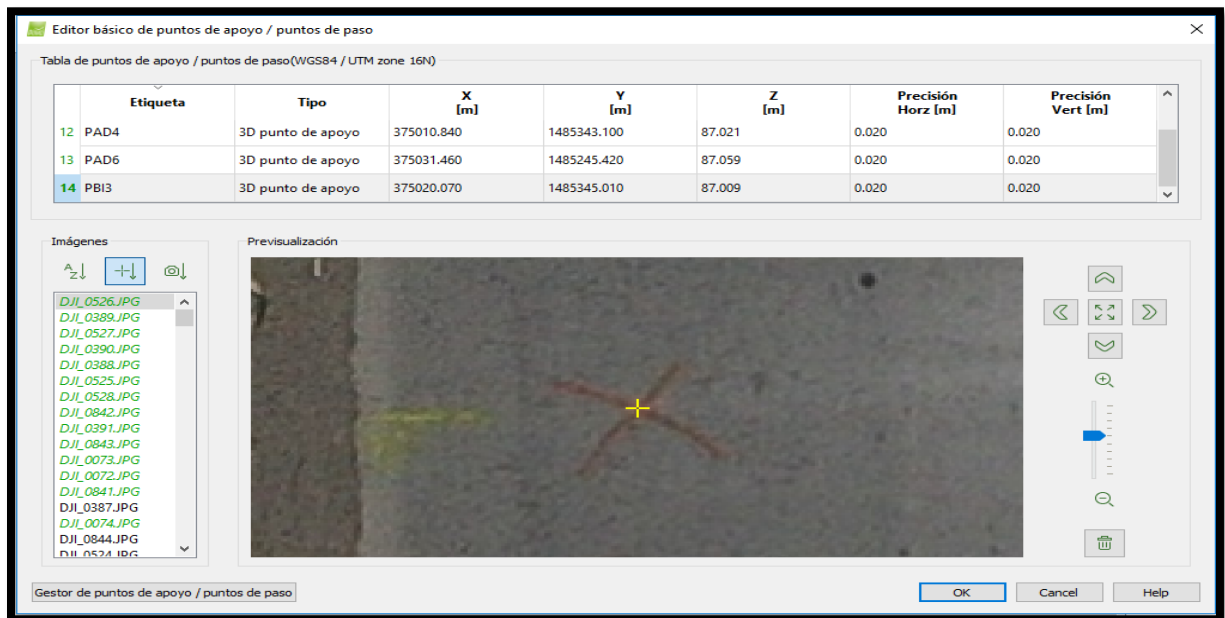 Editor básico de puntos de apoyo / puntos de paso
Tabla de puntos de apoyo / puntos de paso(WGS84 / UTM zone 16N)
Etiqueta Tipo X [m] Y [m] Z [m] Precisión Horz [m] Precisión Vert [m]
12 PAD4 3D punto de apoyo 375010.840 1485343.100 87.021 0.020 0.020
13 PAD6 3D punto de apoyo 375031.460 1485245.420 87.059 0.020 0.020
14 PBI3 3D punto de apoyo 375020.070 1485345.010 87.009 0.020 0.020
Imágenes Previsualización
DJI_0526.JPG
DJI_0389.JPG
DJI_0527.JPG
DJI_0390.JPG
DJI_0388.JPG
DJI_0525.JPG
DJI_0528.JPG
DJI_0842.JPG
DJI_0391.JPG
DJI_0843.JPG
DJI_0073.JPG
DJI_0072.JPG
DJI_0841.JPG
DJI_0387.JPG
DJI_0074.JPG
DJI_0844.JPG
DJI_0524.JPG
Gestor de puntos de apoyo / puntos de paso OK Cancel Help